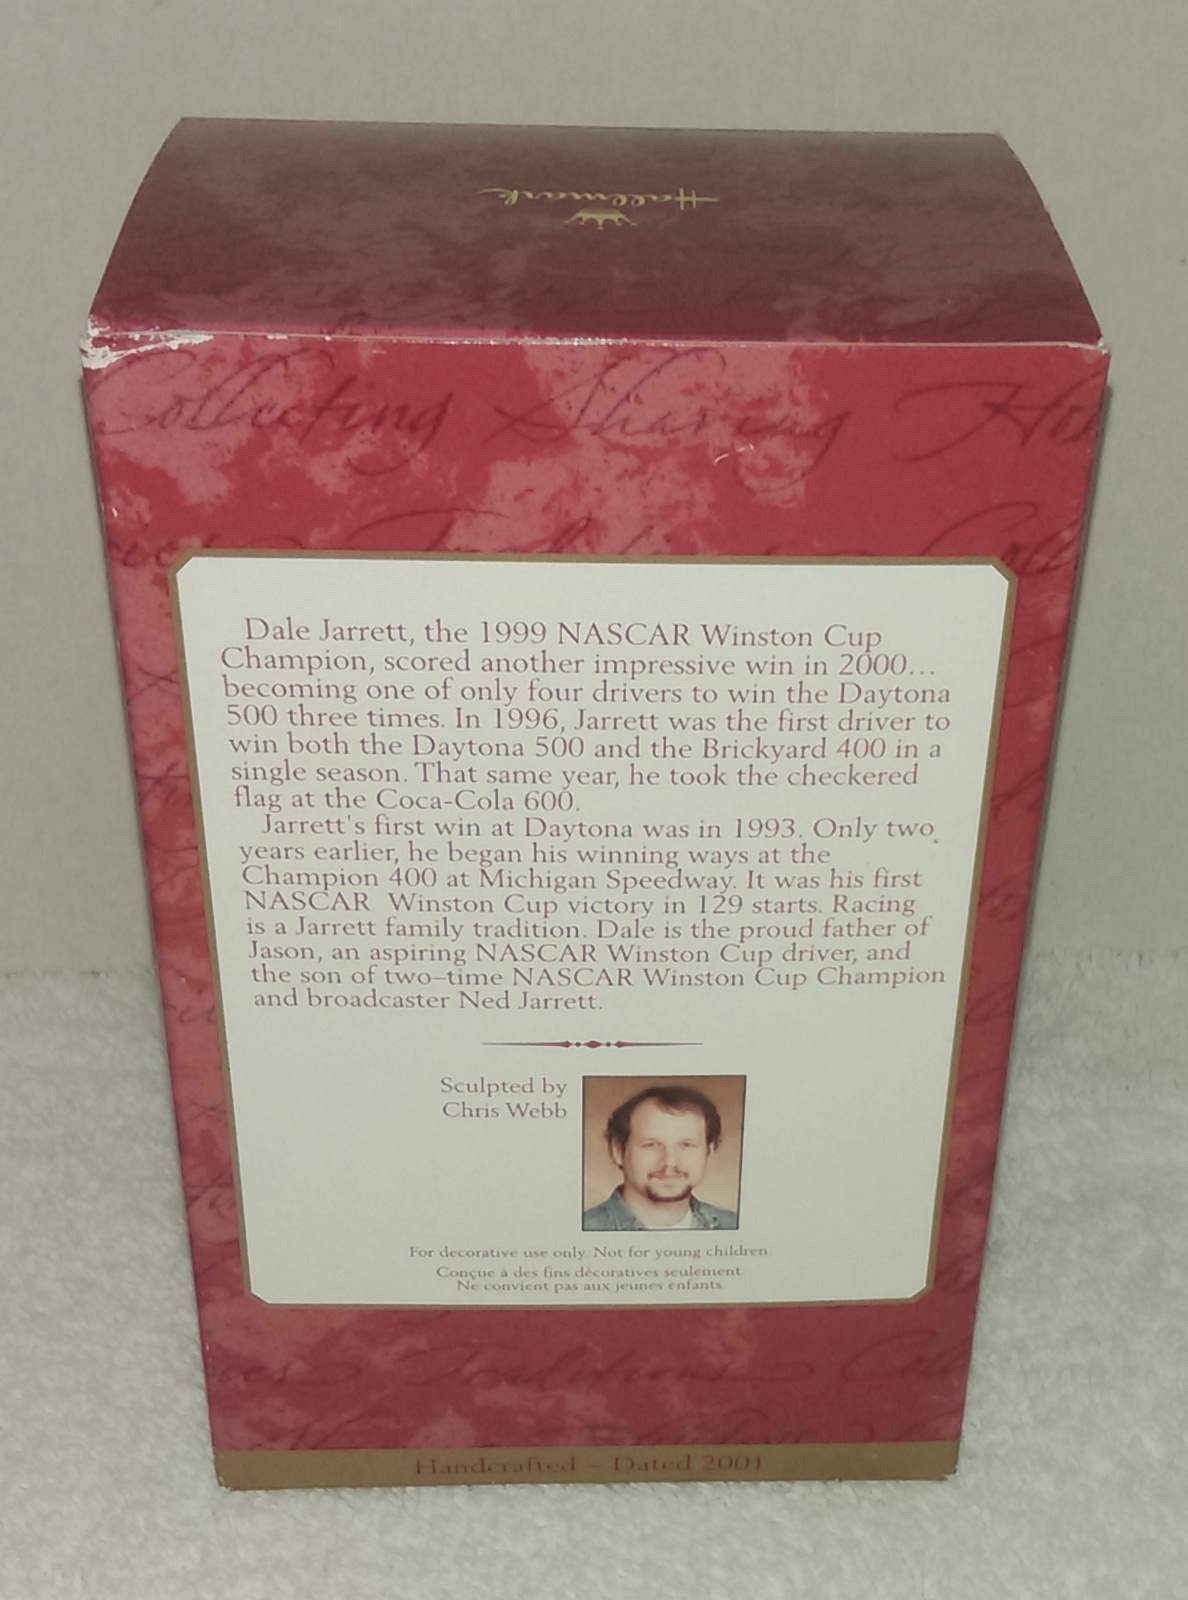 Hallmark
Collecting Sharing
Dale Jarrett, the 1999 NASCAR Winston Cup
Champion, scored another impressive win in 2000...
becoming one of only four drivers to win the Daytona
500 three times. In 1996, Jarrett was the first driver to
win both the Daytona 500 and the Brickyard 400 in a
single season. That same year, he took the checkered
flag at the Coca-Cola 600.
Jarrett's first win at Daytona was in 1993. Only two
years earlier, he began his winning ways at the
Champion 400 at Michigan Speedway. It was his first
NASCAR Winston Cup victory in 129 starts. Racing
is a Jarrett family tradition. Dale is the proud father of
Jason, an aspiring NASCAR Winston Cup driver, and
the son of two-time NASCAR Winston Cup Champion
and broadcaster Ned Jarrett.
Sculpted by
Chris Webb
For decorative use only. Not for young children.
Conçue à des fins décoratives seulement.
Ne convient pas aux jeunes enfants.
Traditions
Handcrafted ~ Dated 2001